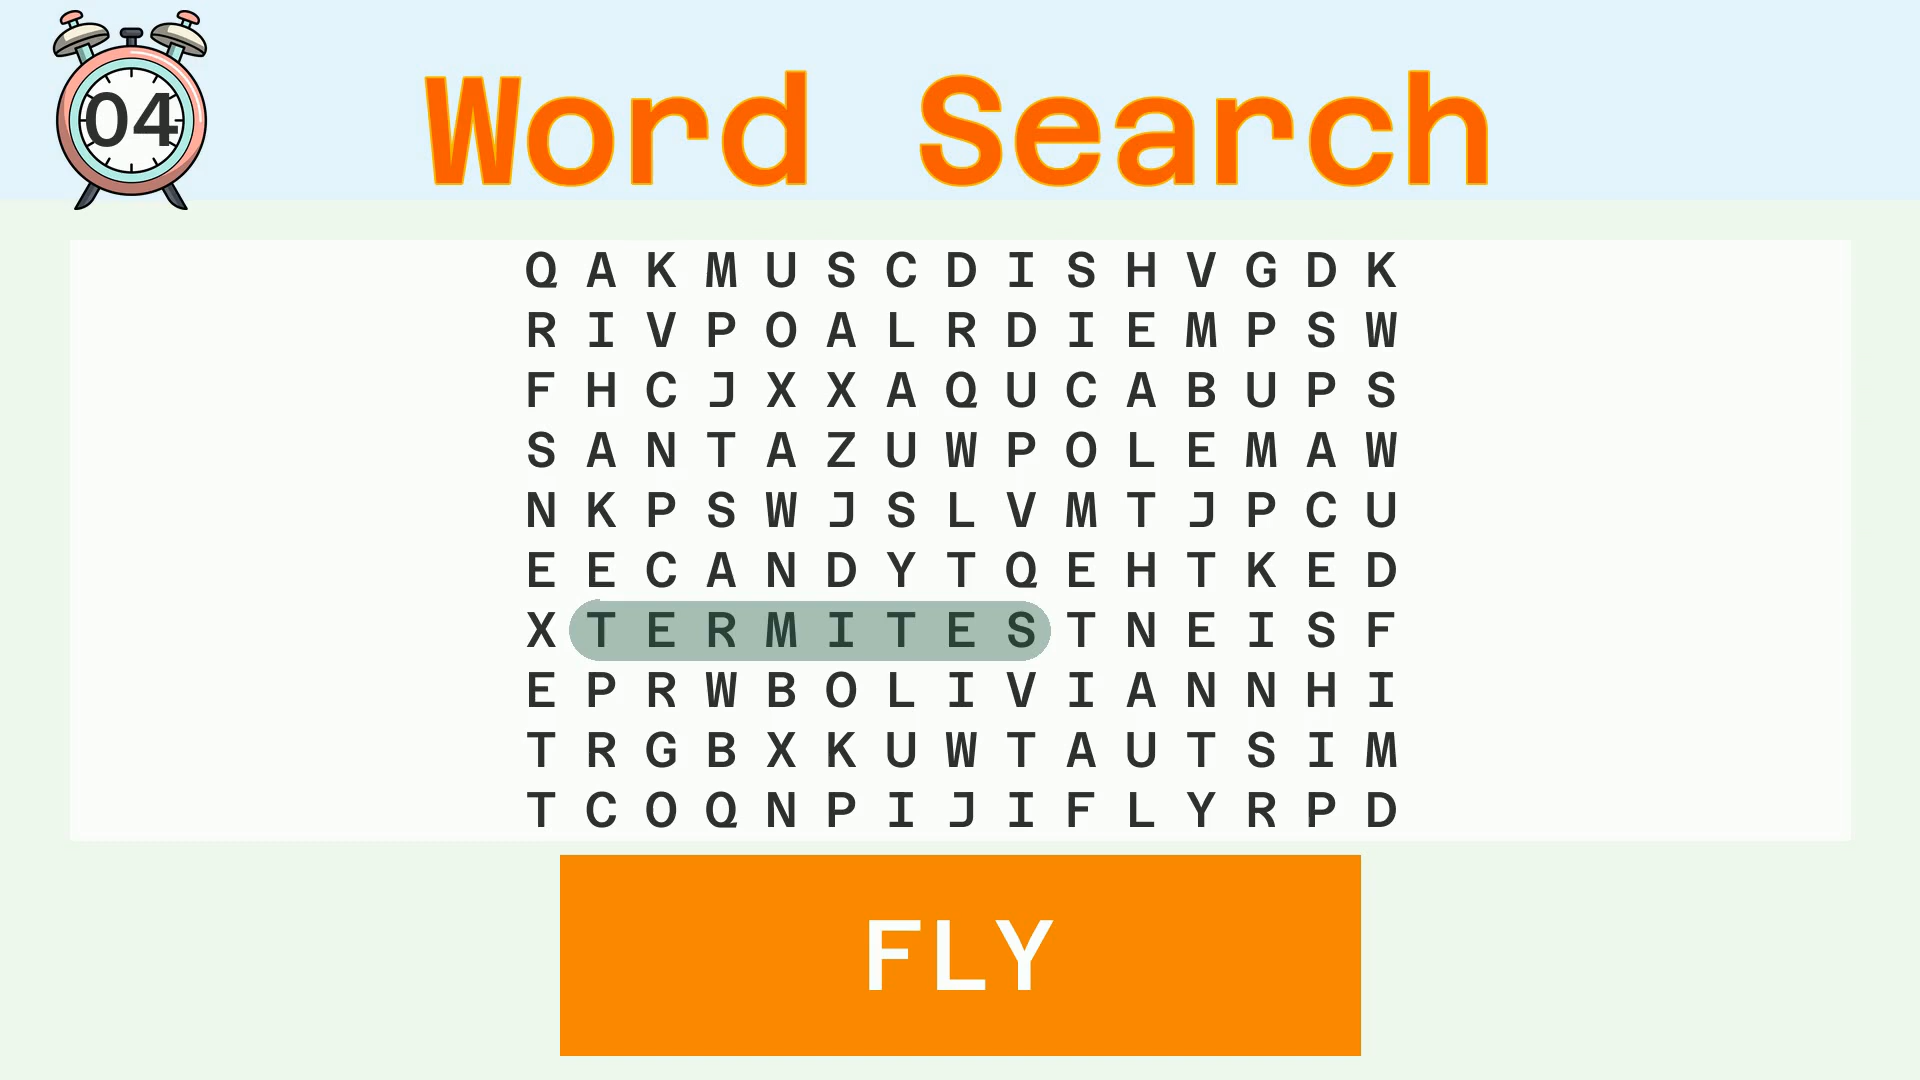 04
Word Search
Q A K M U S C D I S H V G D K
R I V P O A L R D I E M P S W
F H C J X X A Q U C A B U P S
S A N T A Z U W P O L E M A W
N K P S W J S L V M T J P C U
E E C A N D Y T Q E H T K E D
X T E R M I T E S T N E I S F
E P R W B O L I V I A N N H I
T R G B X K U W T A U T S I M
T C O Q N P I J I F L Y R P D
FLY